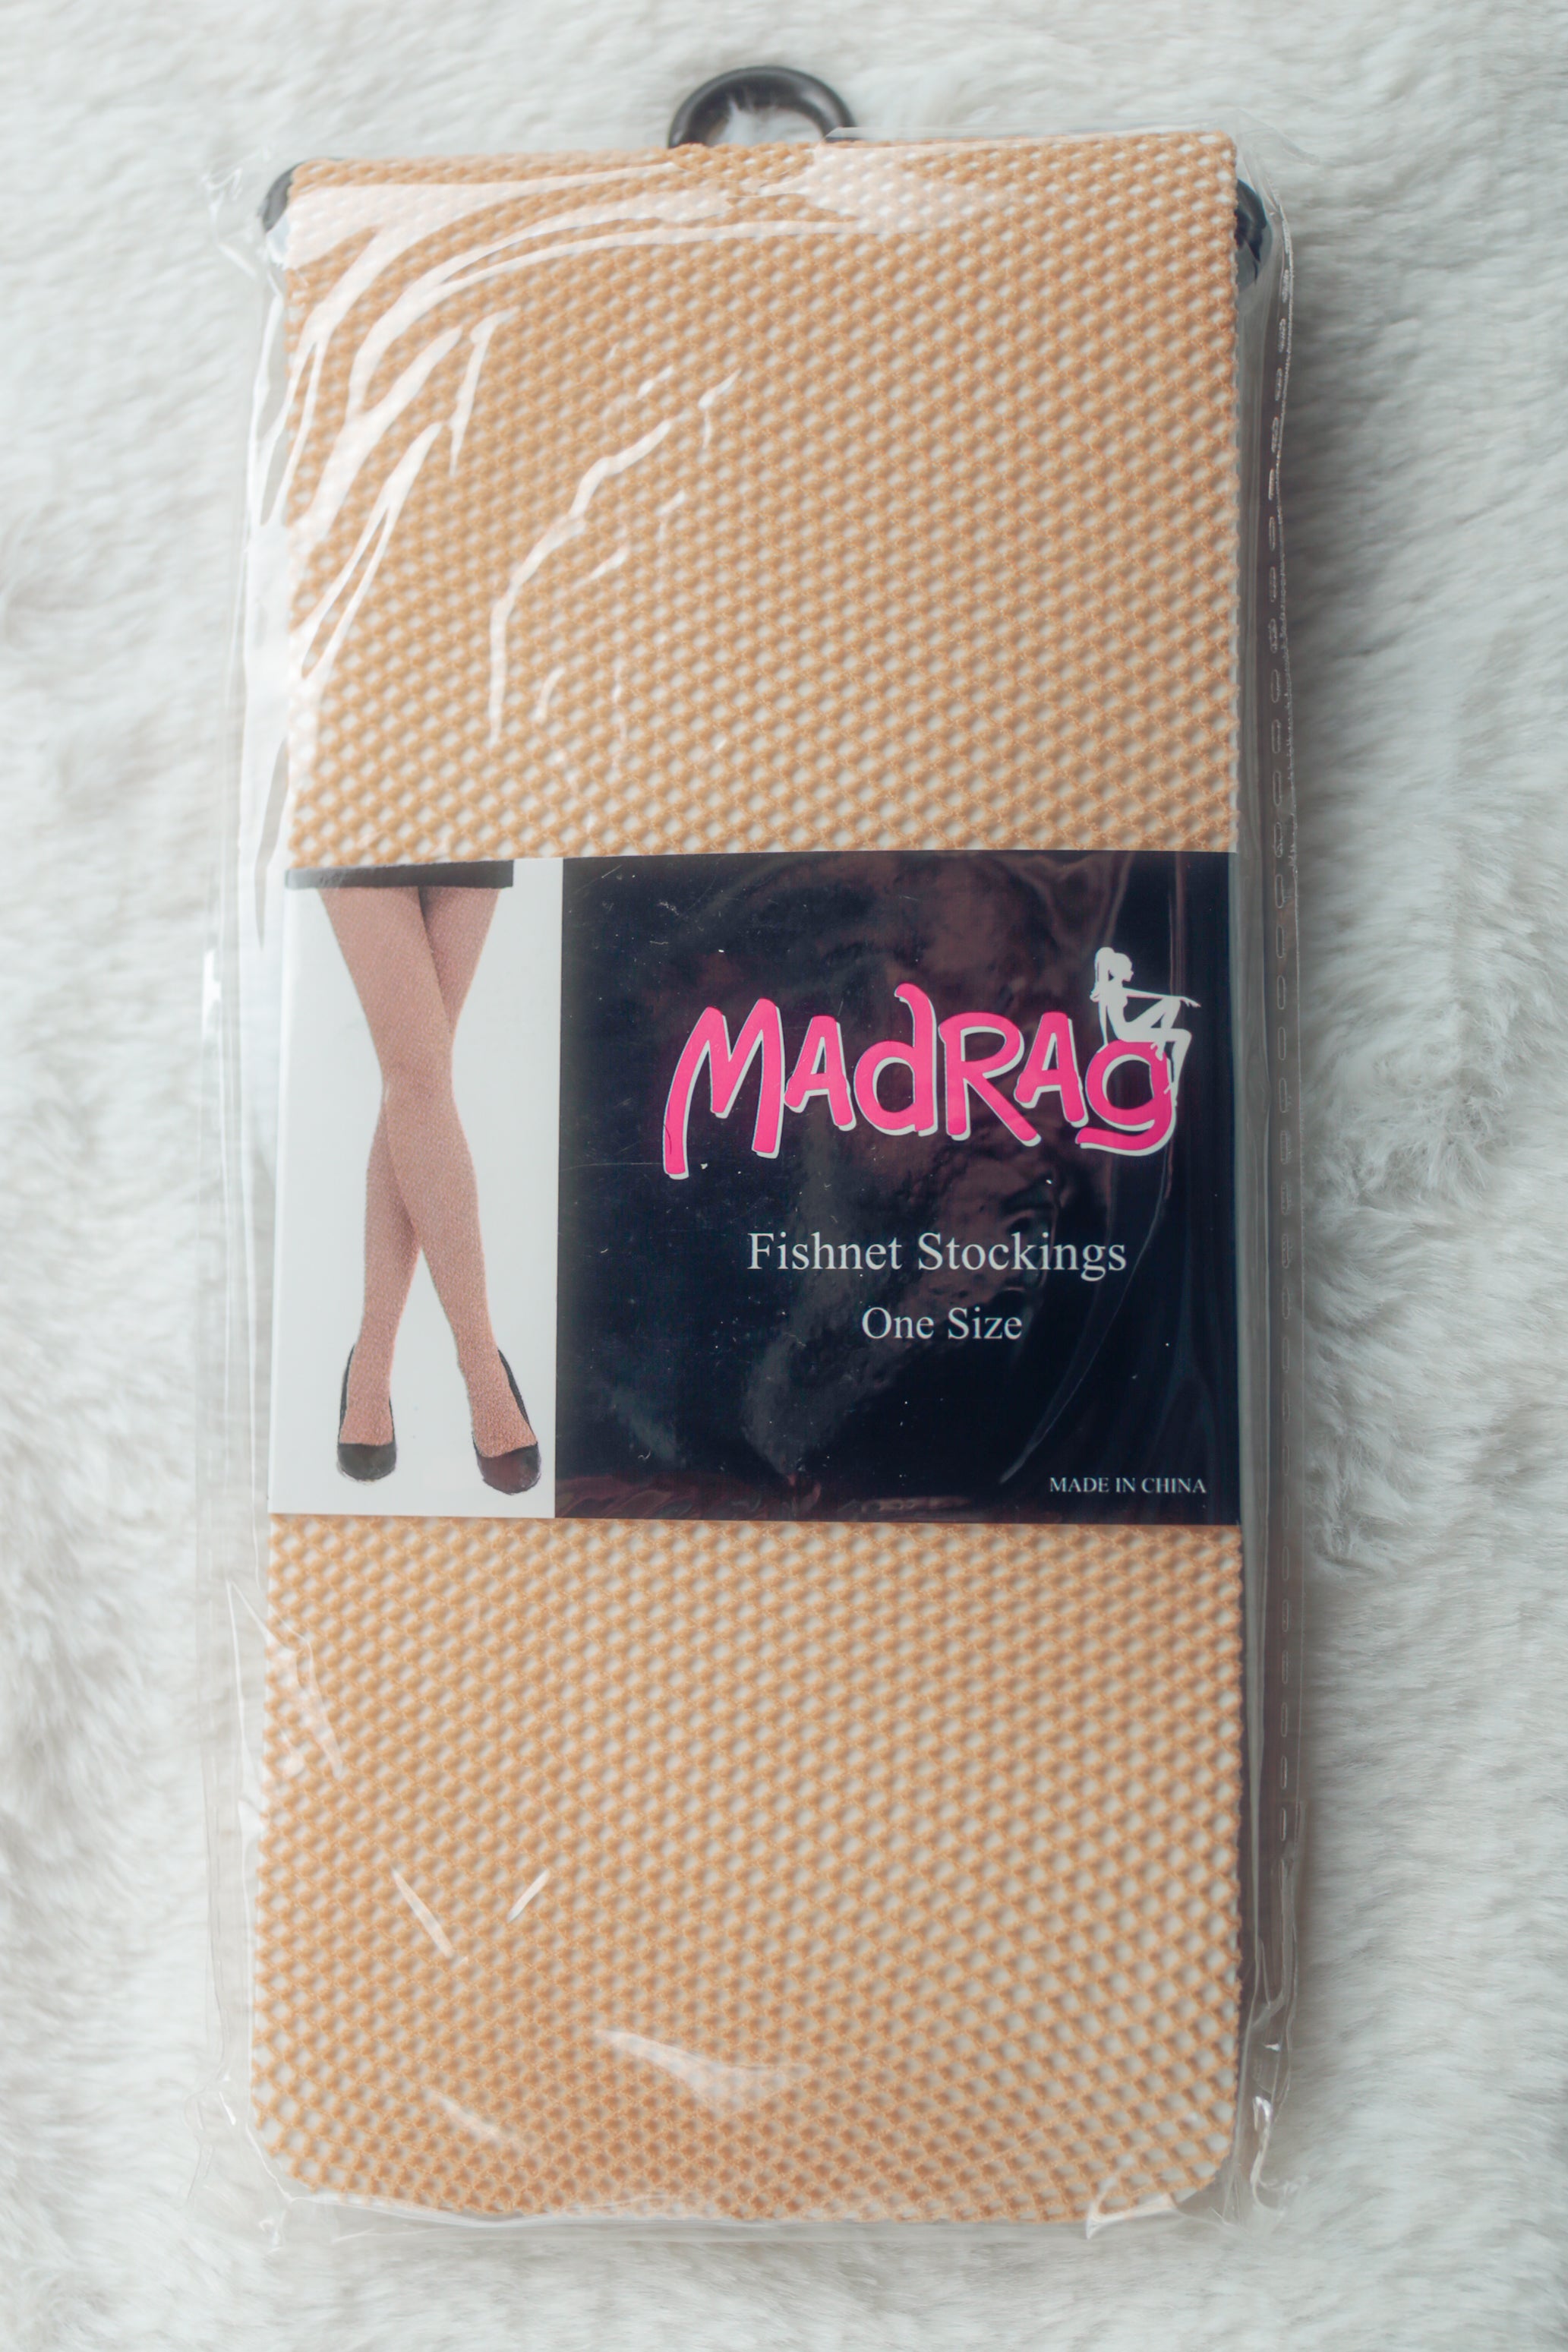 MAdRAg
Fishnet Stockings
One Size
MADE IN CHINA